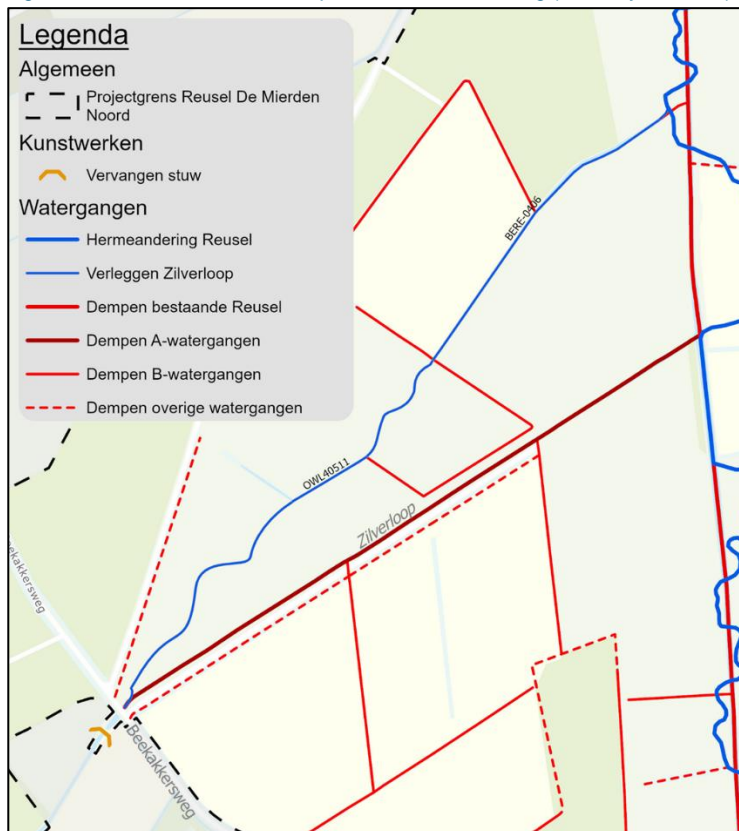 Legenda
Algemeen
Projectgrens Reusel De Mierden
Noord
Kunstwerken
Vervangen stuw
Watergangen
Hermeandering Reusel
Verleggen Zilverloop
Dempen bestaande Reusel
Dempen A-watergangen
Dempen B-watergangen
Dempen overige watergangen
BERE-0406
OWL40511
Zilverloop
Beekakkersweg